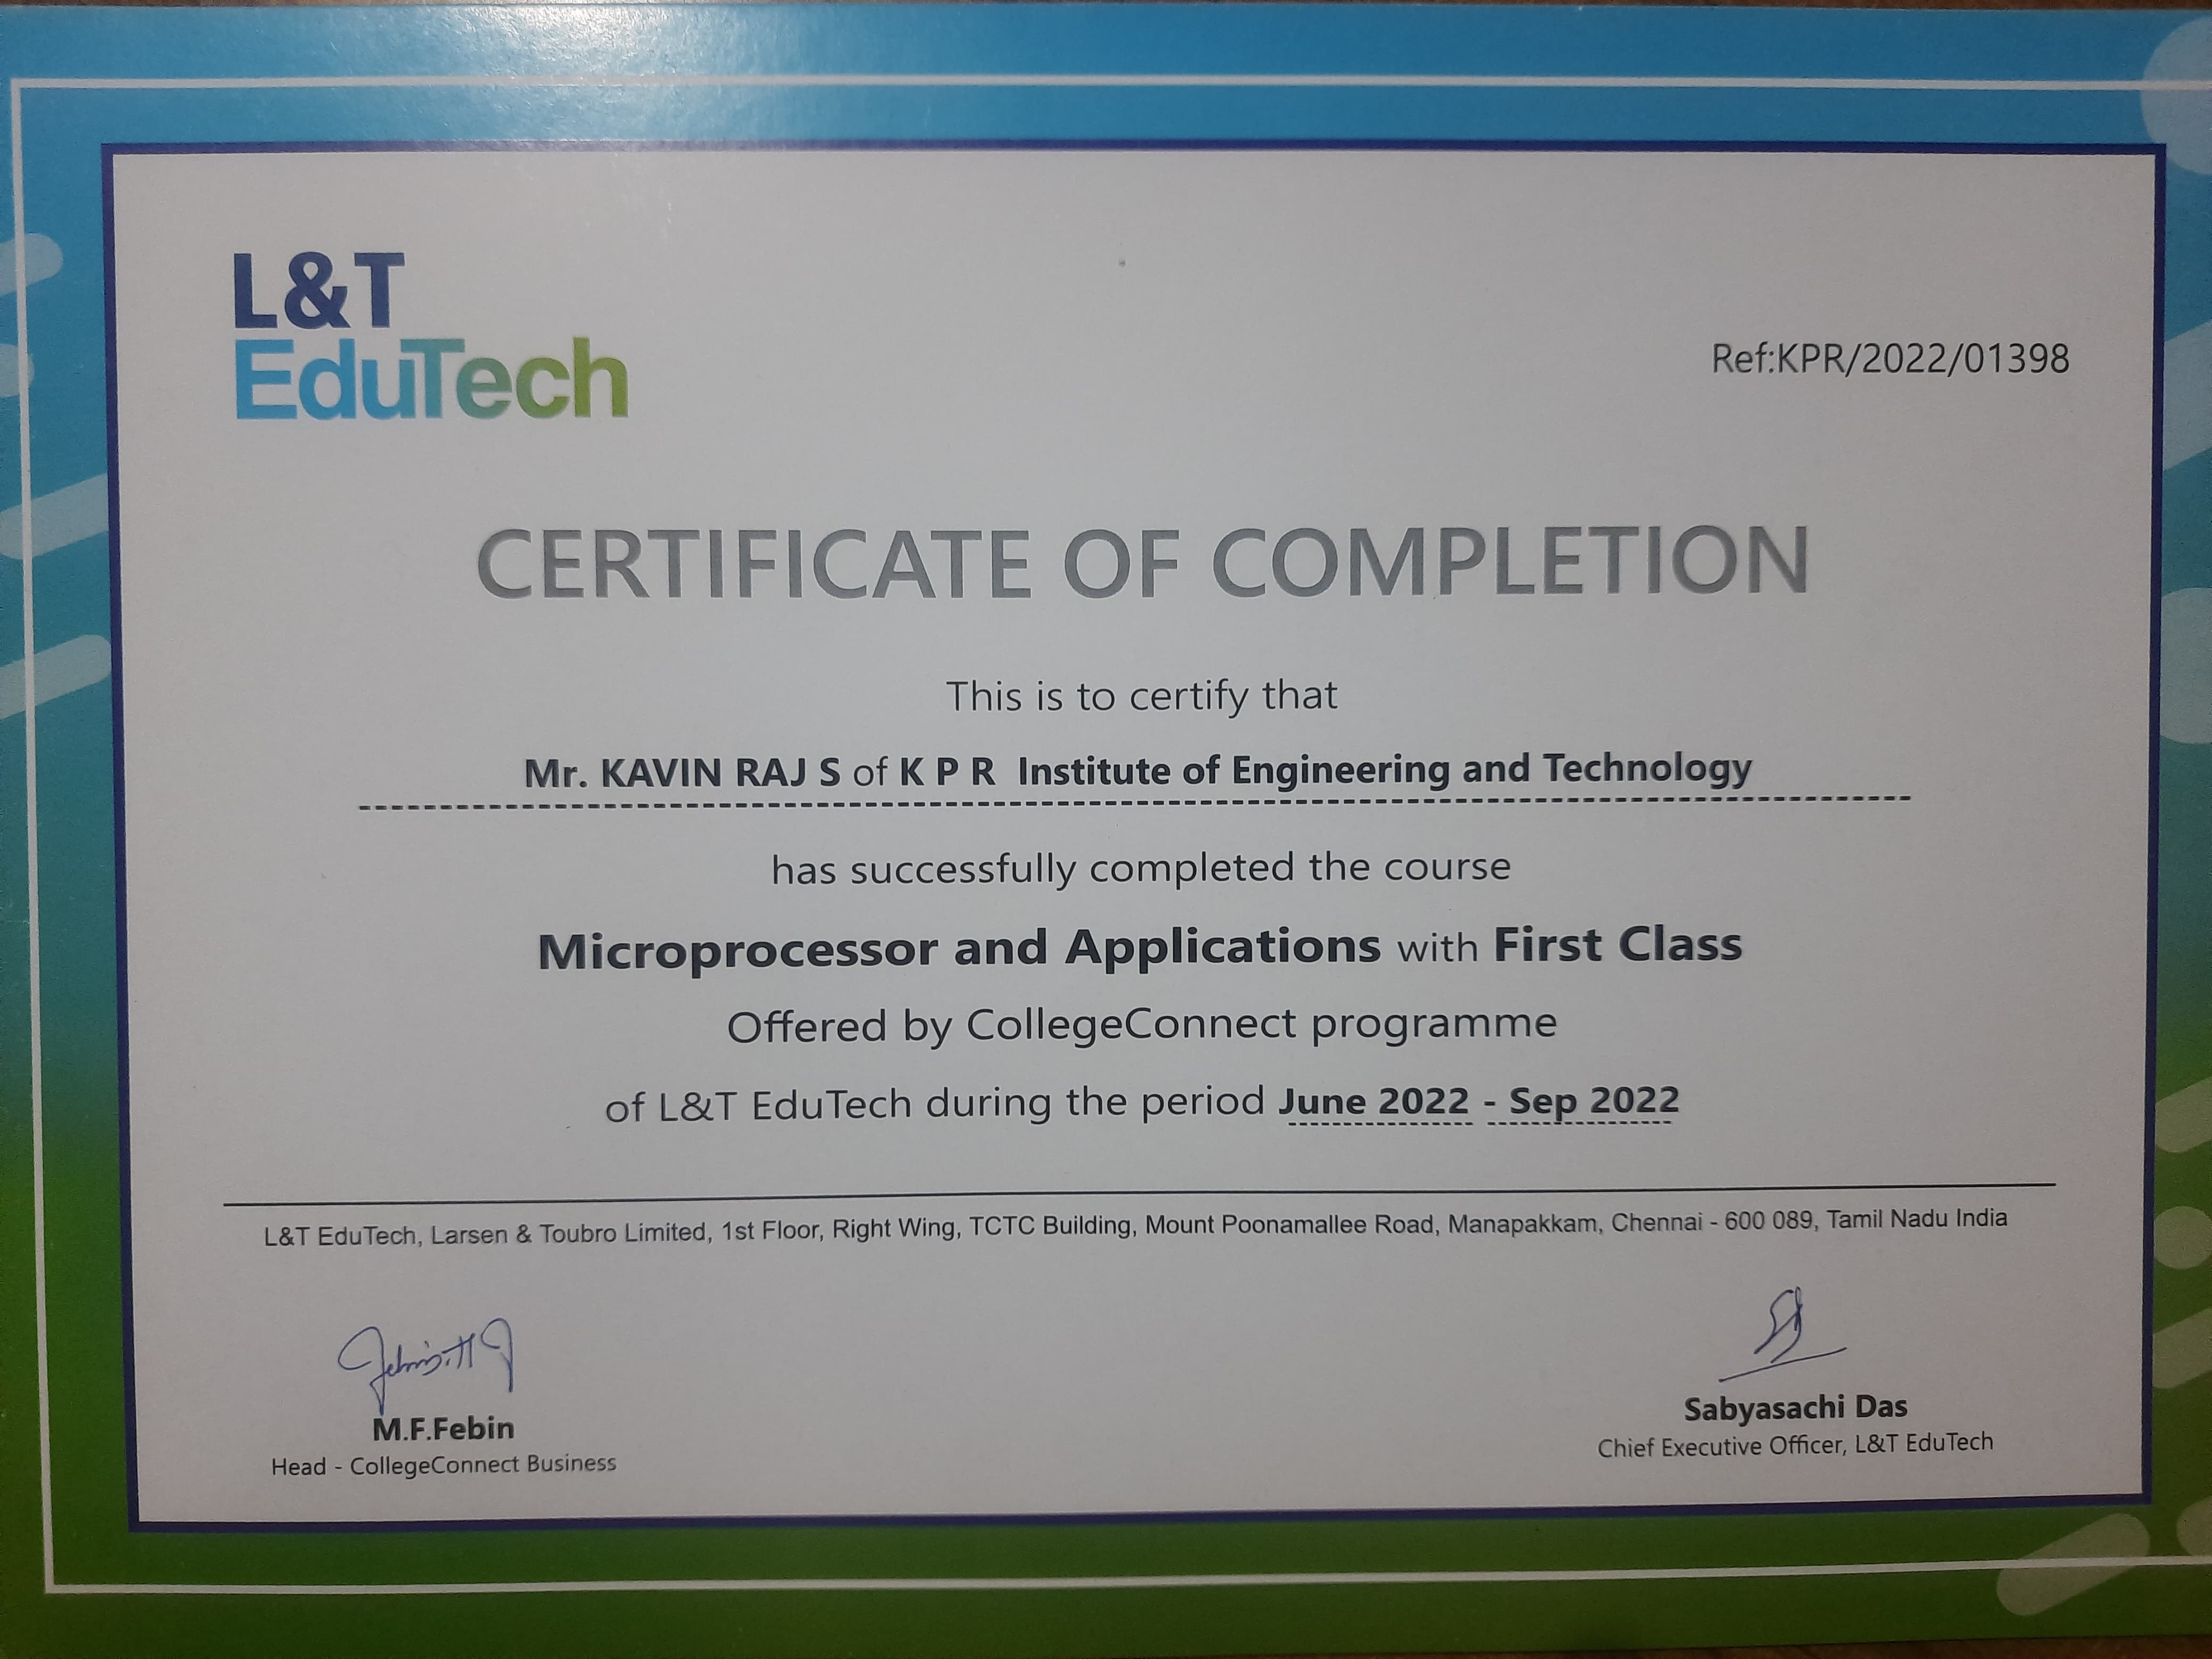 L&T
EduTech
Ref:KPR/2022/01398
CERTIFICATE OF COMPLETION
This is to certify that
Mr. KAVIN RAJ S of K P R Institute of Engineering and Technology
has successfully completed the course
Microprocessor and Applications with First Class
Offered by CollegeConnect programme
of L&T EduTech during the period June 2022 - Sep 2022
L&T EduTech, Larsen & Toubro Limited, 1st Floor, Right Wing, TCTC Building, Mount Poonamallee Road, Manapakkam, Chennai - 600 089, Tamil Nadu India
M.F.Febin
Head - CollegeConnect Business
Sabyasachi Das
Chief Executive Officer, L&T EduTech